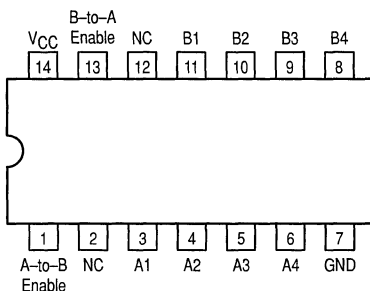 B–to–A
VCC Enable NC B1 B2 B3 B4
14 13 12 11 10 9 8
1 2 3 4 5 6 7
A–to–B NC A1 A2 A3 A4 GND
Enable